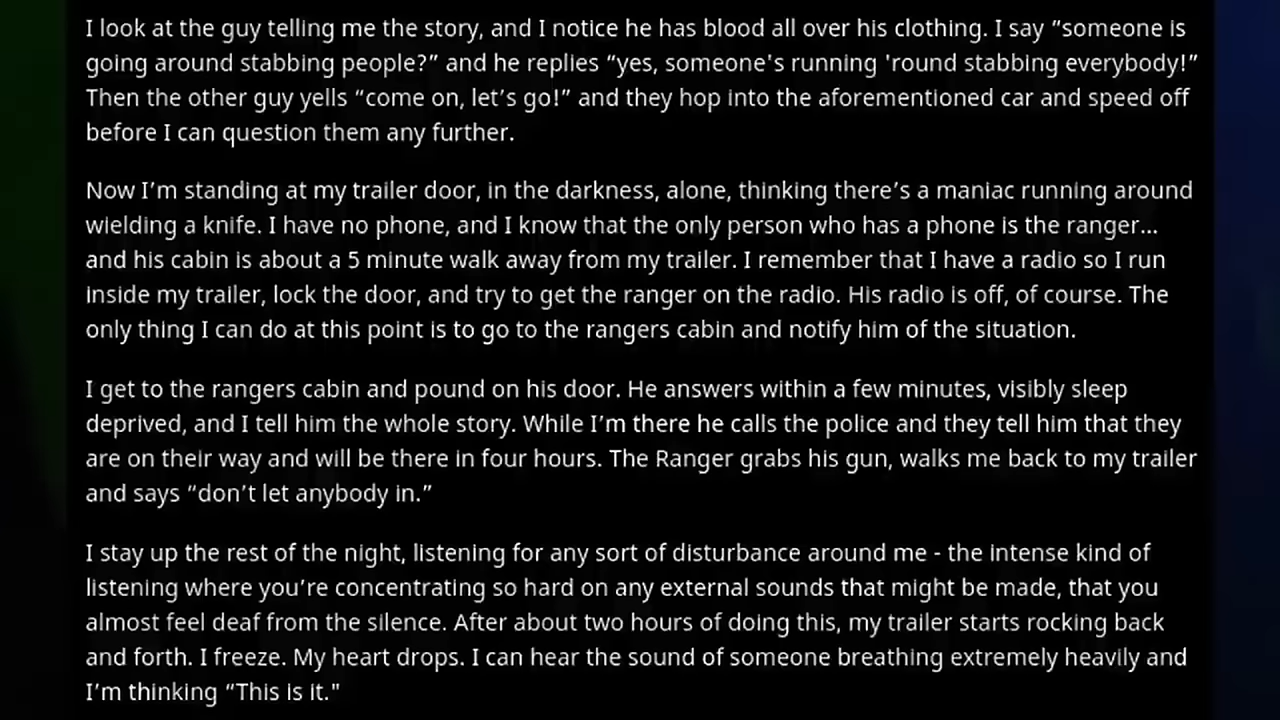 I look at the guy telling me the story, and I notice he has blood all over his clothing. I say “someone is
going around stabbing people?” and he replies “yes, someone's running 'round stabbing everybody!”
Then the other guy yells “come on, let’s go!” and they hop into the aforementioned car and speed off
before I can question them any further.
Now I’m standing at my trailer door, in the darkness, alone, thinking there’s a maniac running around
wielding a knife. I have no phone, and I know that the only person who has a phone is the ranger...
and his cabin is about a 5 minute walk away from my trailer. I remember that I have a radio so I run
inside my trailer, lock the door, and try to get the ranger on the radio. His radio is off, of course. The
only thing I can do at this point is to go to the rangers cabin and notify him of the situation.
I get to the rangers cabin and pound on his door. He answers within a few minutes, visibly sleep
deprived, and I tell him the whole story. While I’m there he calls the police and they tell him that they
are on their way and will be there in four hours. The Ranger grabs his gun, walks me back to my trailer
and says “don’t let anybody in.”
I stay up the rest of the night, listening for any sort of disturbance around me - the intense kind of
listening where you’re concentrating so hard on any external sounds that might be made, that you
almost feel deaf from the silence. After about two hours of doing this, my trailer starts rocking back
and forth. I freeze. My heart drops. I can hear the sound of someone breathing extremely heavily and
I’m thinking “This is it."